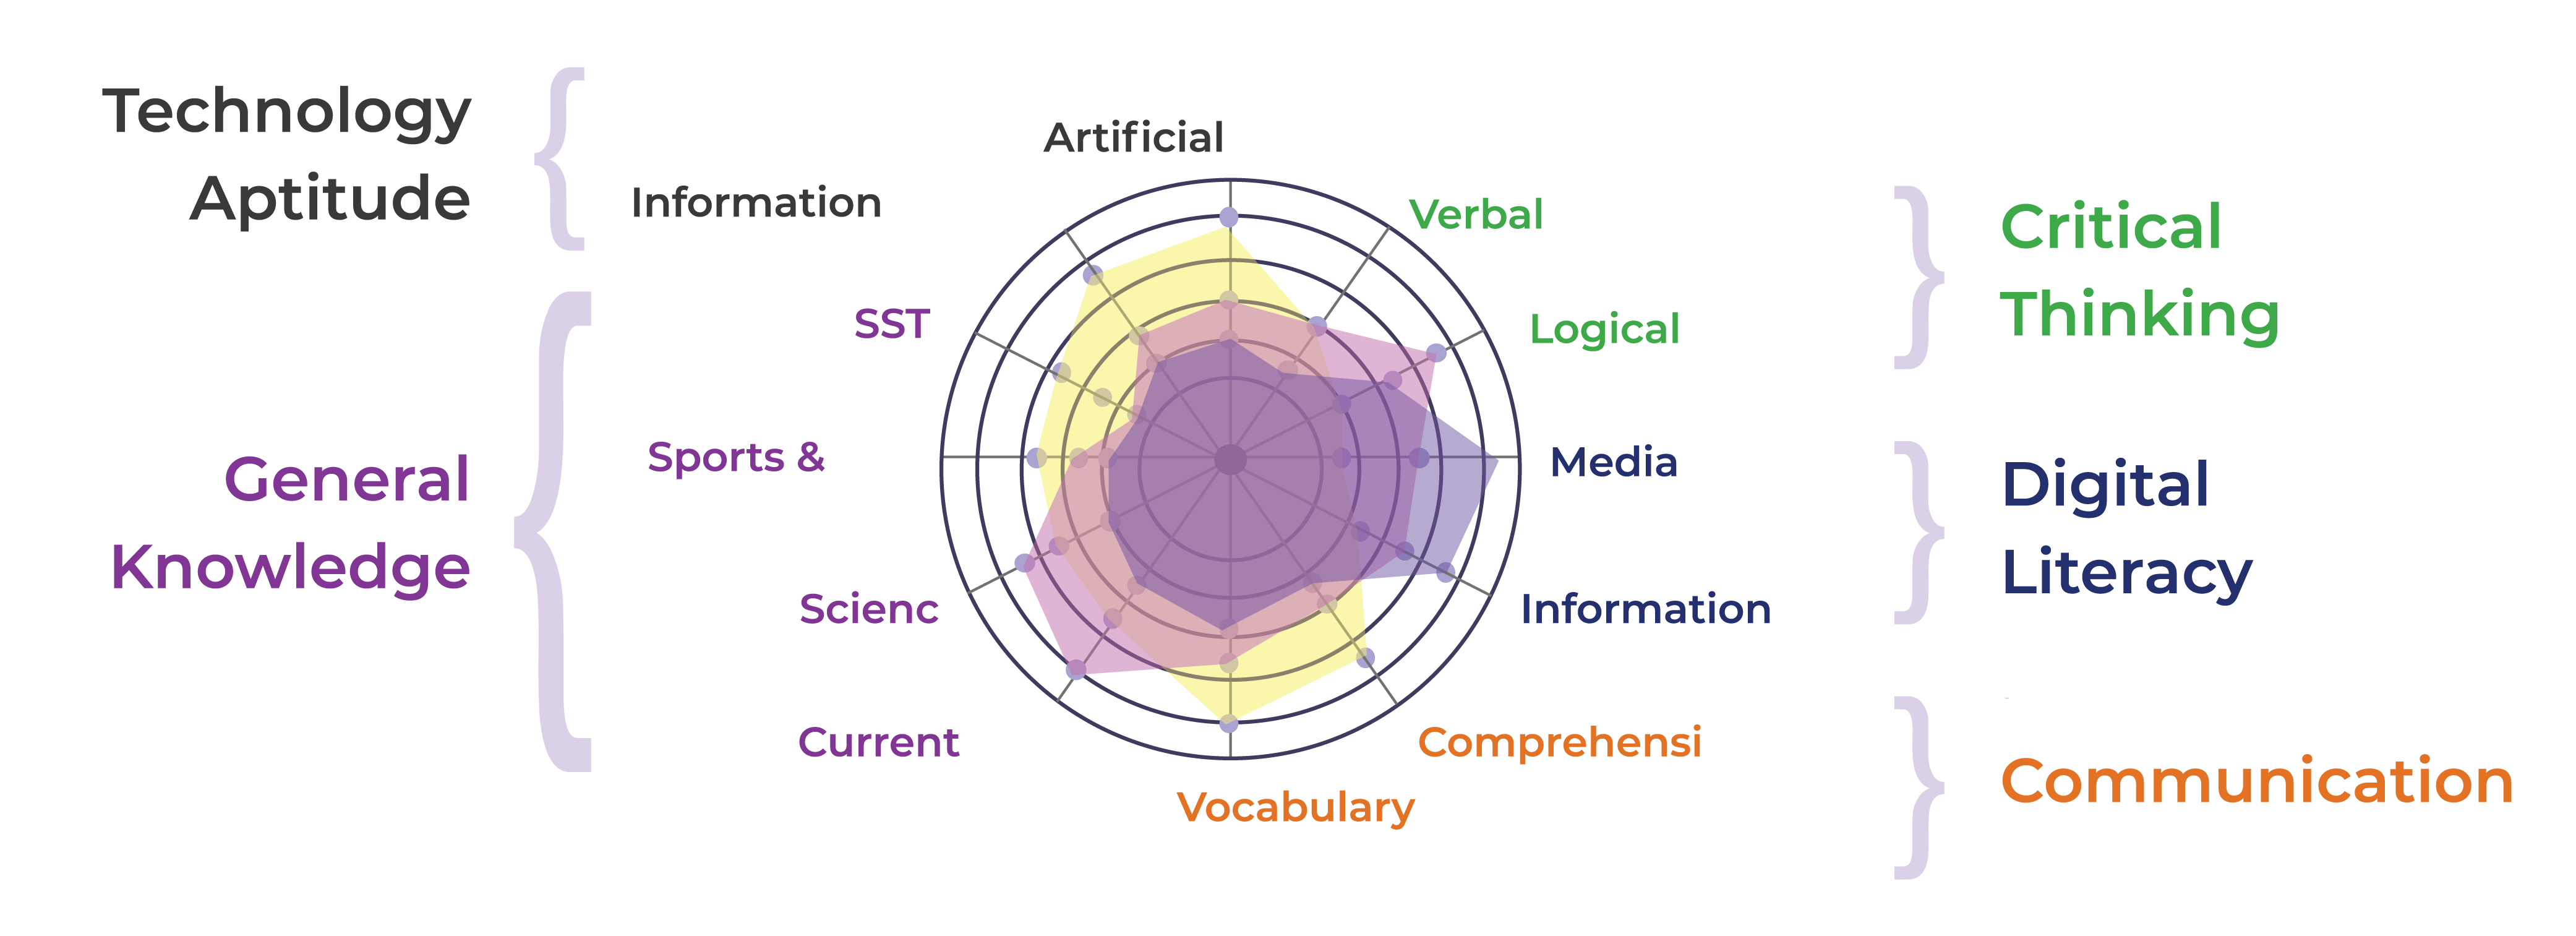 Technology
Aptitude
General
Knowledge
Artificial
Information
SST
Sports &
Scienc
Current
Vocabulary
Verbal
Logical
Media
Information
Comprehensi
Critical
Thinking
Digital
Literacy
Communication